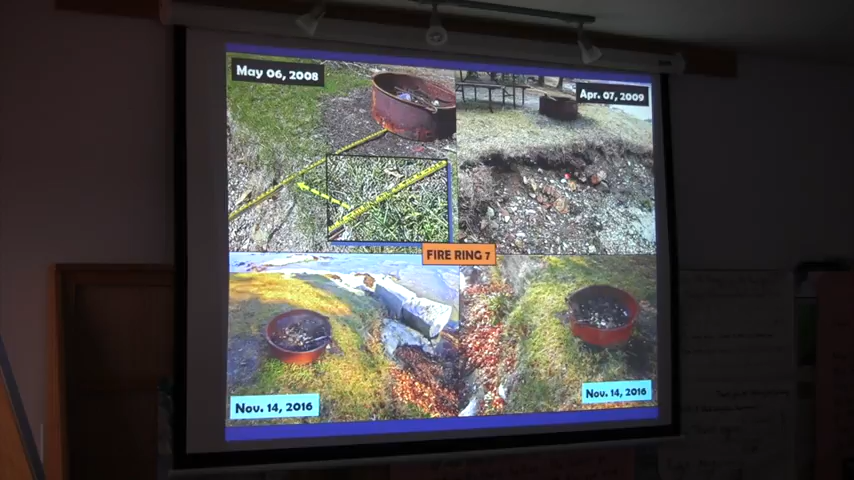 May 06, 2008
Apr. 07, 2009
FIRE RING 7
Nov. 14, 2016
Nov. 14, 2016